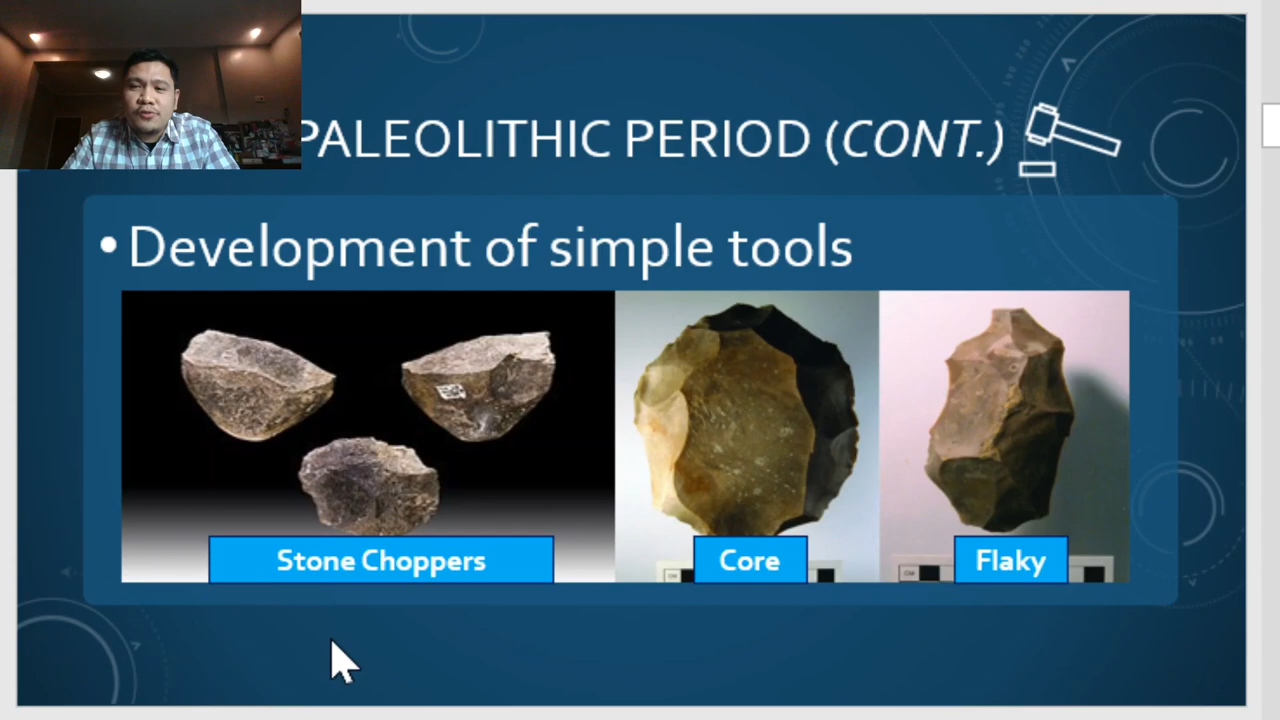 PALEOLITHIC PERIOD (CONT.)
• Development of simple tools
Stone Choppers
Core
Flaky